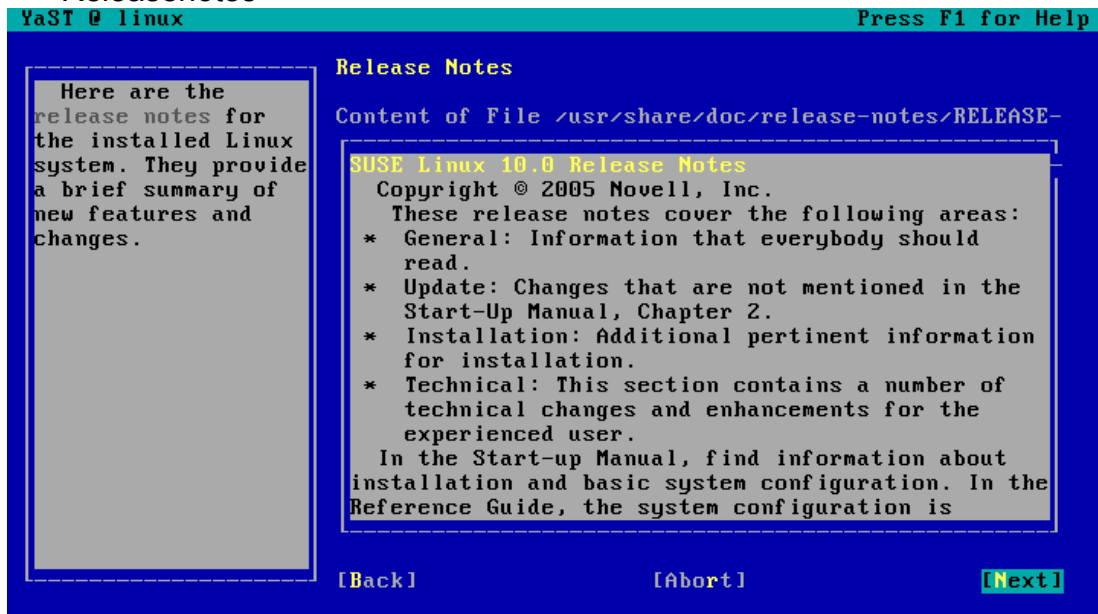 Releasenotes
YaST @ linux Press F1 for Help
Here are the
release notes for
the installed Linux
system. They provide
a brief summary of
new features and
changes.
Release Notes
Content of File /usr/share/doc/release-notes/RELEASE-
SUSE Linux 10.0 Release Notes
Copyright © 2005 Novell, Inc.
These release notes cover the following areas:
* General: Information that everybody should
read.
* Update: Changes that are not mentioned in the
Start-Up Manual, Chapter 2.
* Installation: Additional pertinent information
for installation.
* Technical: This section contains a number of
technical changes and enhancements for the
experienced user.
In the Start-up Manual, find information about
installation and basic system configuration. In the
Reference Guide, the system configuration is
[Back] [Abort] [Next]